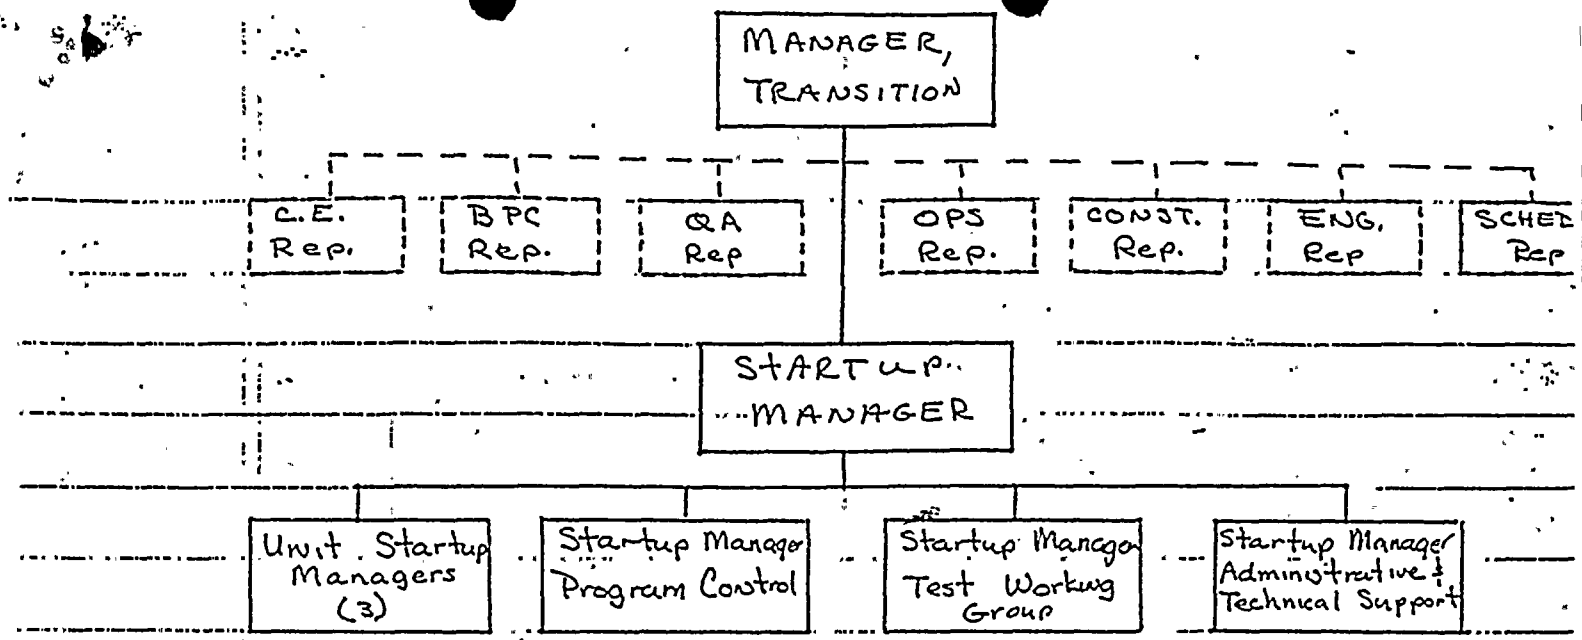 MANAGER,
TRANSITION
C.E.
Rep.
BPC
Rep.
QA
Rep
OPS
Rep.
CONST.
Rep.
ENG.
Rep
SCHED
Rep
STARTUP
MANAGER
Unit Startup
Managers
(3)
Startup Manager
Program Control
Startup Manager
Test Working
Group
Startup Manager
Administrative &
Technical Support